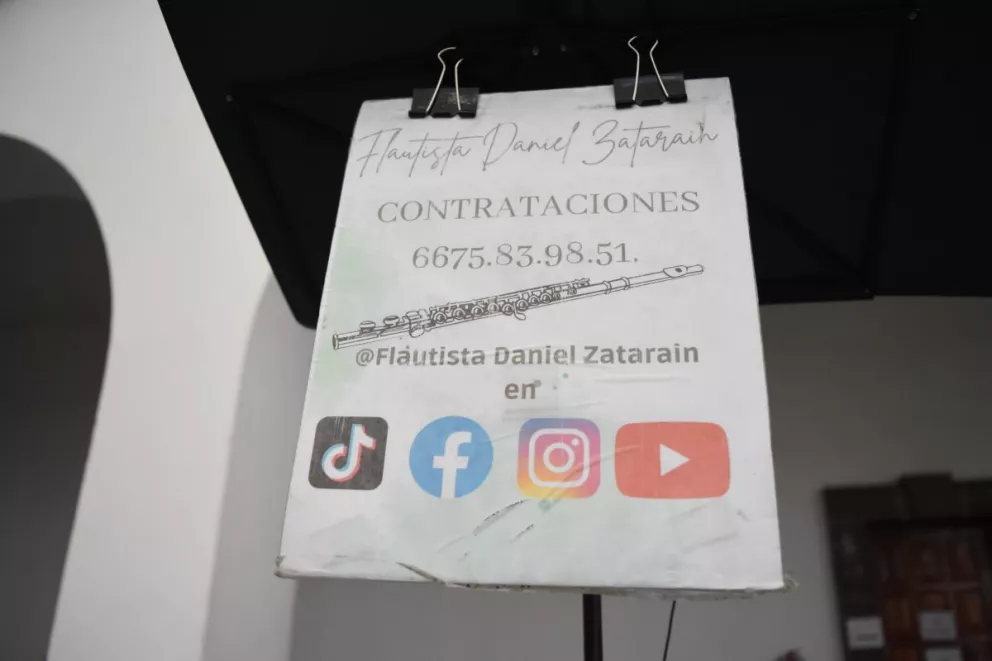 Flautista Daniel Zatarain
CONTRATACIONES
6675.83.98.51.
@Flautista Daniel Zatarain
en